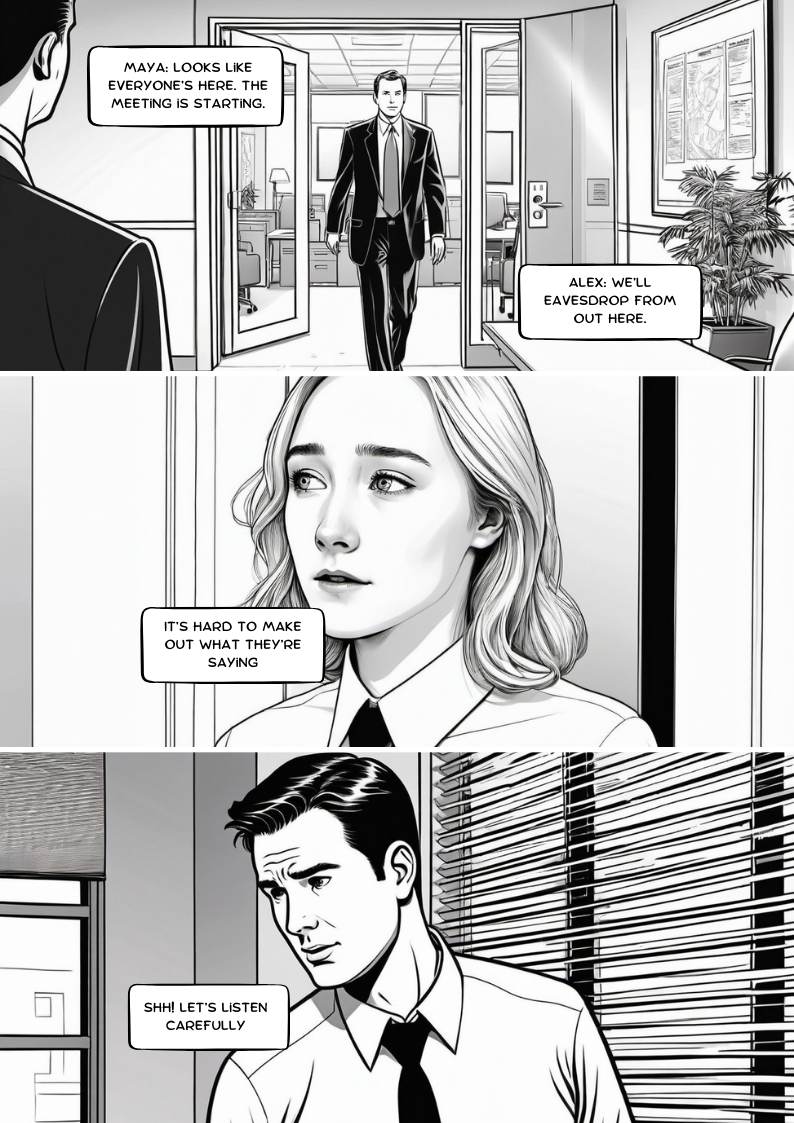 MAYA: LOOKS LIKE
EVERYONE'S HERE. THE
MEETING IS STARTING.
ALEX: WE'LL
EAVESDROP FROM
OUT HERE.
IT'S HARD TO MAKE
OUT WHAT THEY'RE
SAYING
SHH! LET'S LISTEN
CAREFULLY